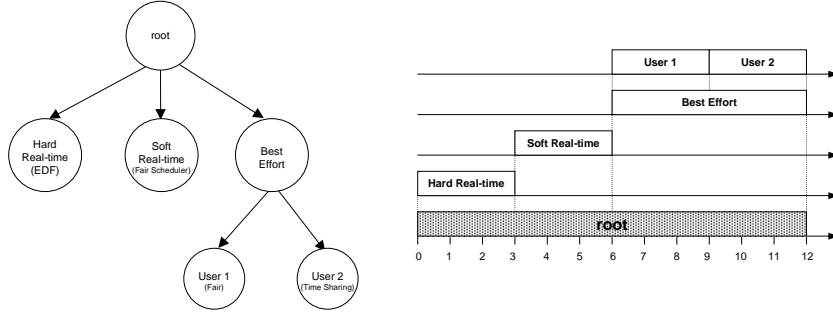 root
Hard
Real-time
(EDF)
Soft
Real-time
(Fair Scheduler)
Best
Effort
User 1
(Fair)
User 2
(Time Sharing)
User 1 User 2
Best Effort
Soft Real-time
Hard Real-time
root
0 1 2 3 4 5 6 7 8 9 10 11 12